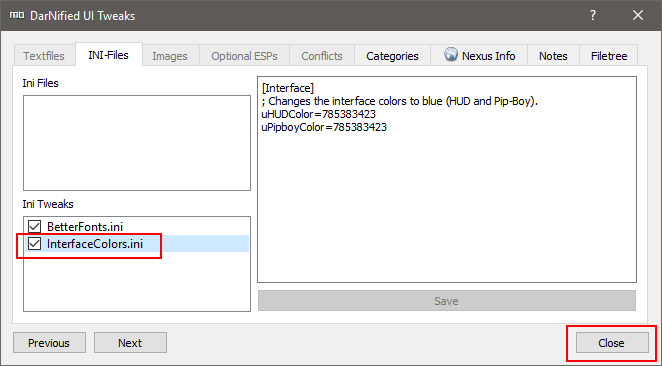 DarNified UI Tweaks
?
Textfiles INI-Files Images Optional ESPs Conflicts Categories Nexus Info Notes Filetree
Ini Files
Ini Tweaks
BetterFonts.ini
InterfaceColors.ini
[Interface]
; Changes the interface colors to blue (HUD and Pip-Boy).
uHUDColor=785383423
uPipboyColor=785383423
Save
Previous Next Close